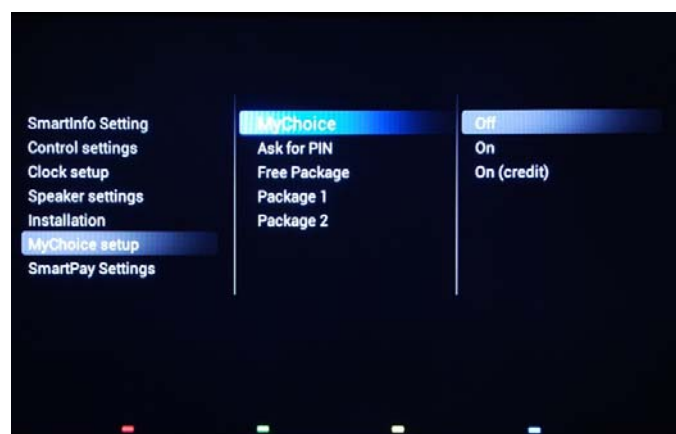 SmartInfo Setting
Control settings
Clock setup
Speaker settings
Installation
MyChoice setup
SmartPay Settings
MyChoice
Ask for PIN
Free Package
Package 1
Package 2
Off
On
On (credit)